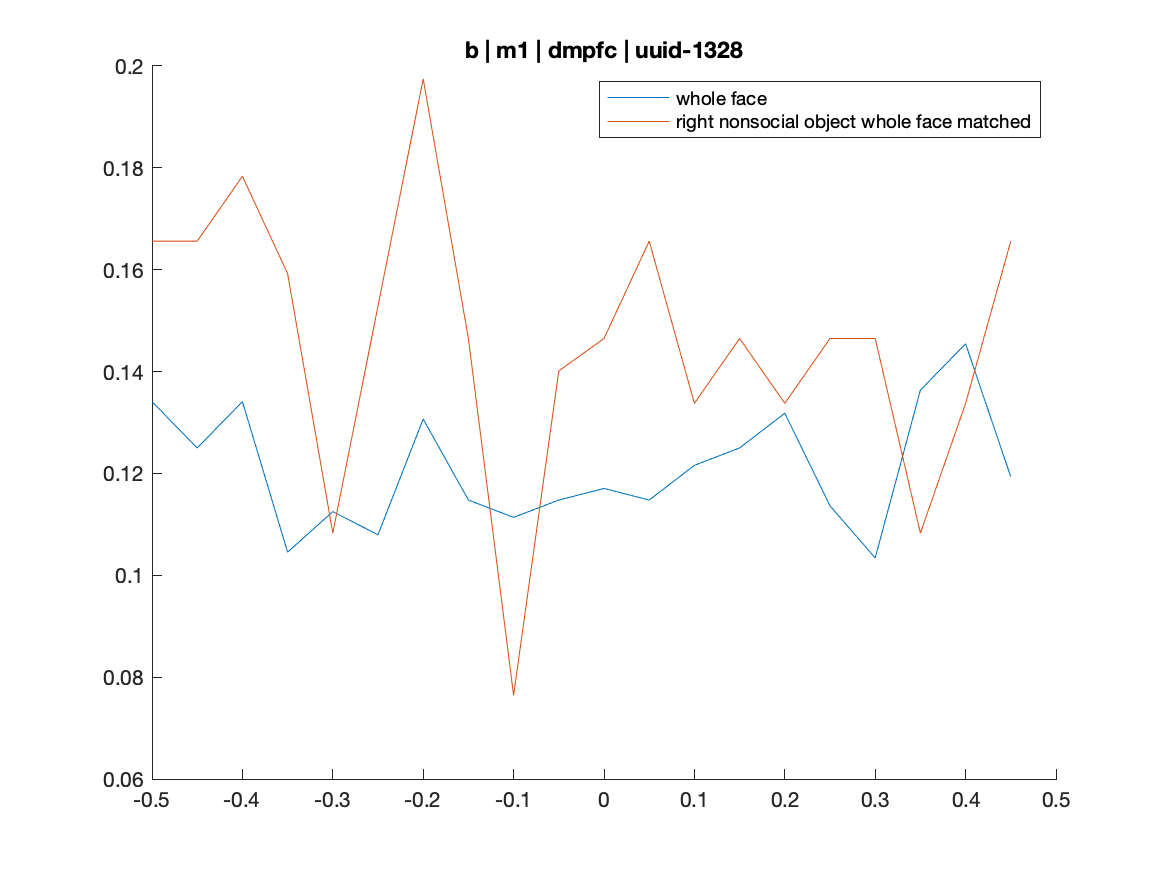 b | m1 | dmpfc | uuid-1328
whole face
right nonsocial object whole face matched
0.2
0.18
0.16
0.14
0.12
0.1
0.08
0.06
-0.5 -0.4 -0.3 -0.2 -0.1 0 0.1 0.2 0.3 0.4 0.5